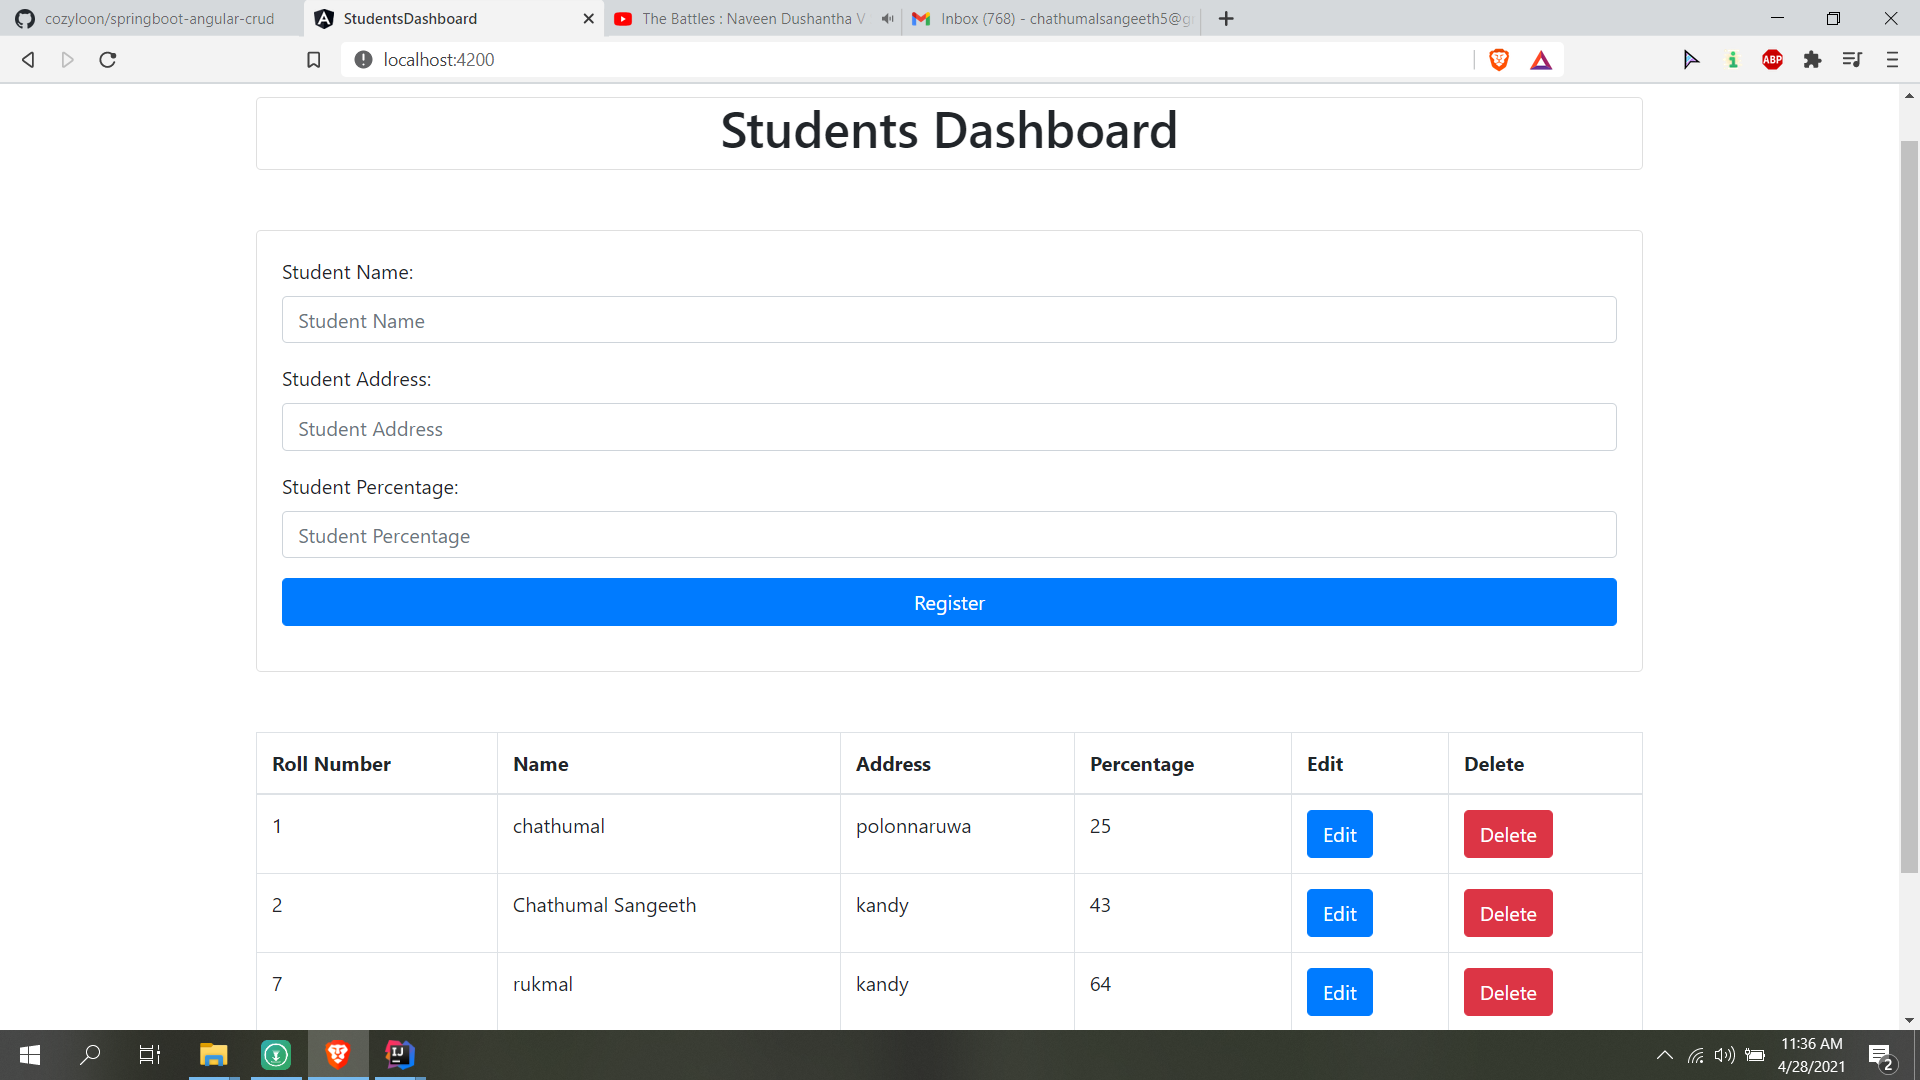 cozyloon/springboot-angular-crud
StudentsDashboard
The Battles : Naveen Dushantha V
Inbox (768) - chathumalsangeeth5@g
localhost:4200
ABP
Students Dashboard
Student Name:
Student Name
Student Address:
Student Address
Student Percentage:
Student Percentage
Register
Roll Number Name Address Percentage Edit Delete
1 chathumal polonnaruwa 25 Edit Delete
2 Chathumal Sangeeth kandy 43 Edit Delete
7 rukmal kandy 64 Edit Delete
IJ
11:36 AM
4/28/2021
2